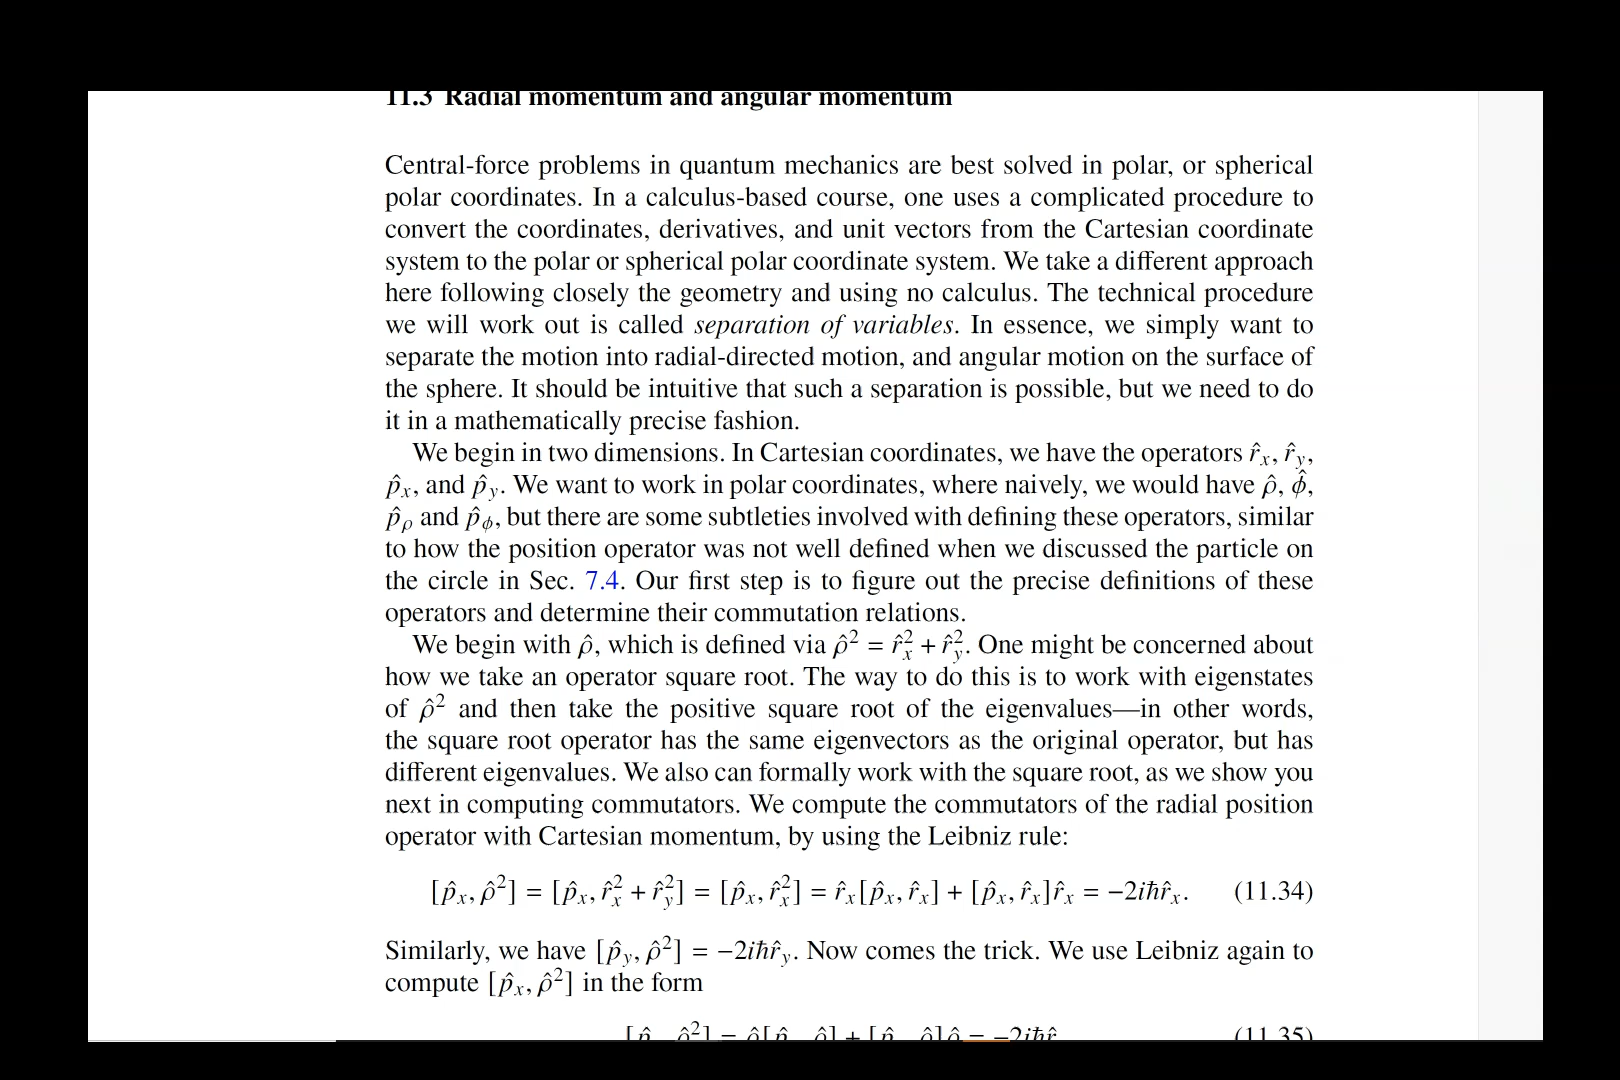 11.3 Radial momentum and angular momentum
Central-force problems in quantum mechanics are best solved in polar, or spherical
polar coordinates. In a calculus-based course, one uses a complicated procedure to
convert the coordinates, derivatives, and unit vectors from the Cartesian coordinate
system to the polar or spherical polar coordinate system. We take a different approach
here following closely the geometry and using no calculus. The technical procedure
we will work out is called separation of variables. In essence, we simply want to
separate the motion into radial-directed motion, and angular motion on the surface of
the sphere. It should be intuitive that such a separation is possible, but we need to do
it in a mathematically precise fashion.
We begin in two dimensions. In Cartesian coordinates, we have the operators r̂ₓ, r̂_y,
p̂ₓ, and p̂_y. We want to work in polar coordinates, where naively, we would have ρ̂, ϕ̂,
p̂_ρ and p̂_ϕ, but there are some subtleties involved with defining these operators, similar
to how the position operator was not well defined when we discussed the particle on
the circle in Sec. 7.4. Our first step is to figure out the precise definitions of these
operators and determine their commutation relations.
We begin with ρ̂, which is defined via ρ̂² = r̂ₓ² + r̂_y². One might be concerned about
how we take an operator square root. The way to do this is to work with eigenstates
of ρ̂² and then take the positive square root of the eigenvalues—in other words,
the square root operator has the same eigenvectors as the original operator, but has
different eigenvalues. We also can formally work with the square root, as we show you
next in computing commutators. We compute the commutators of the radial position
operator with Cartesian momentum, by using the Leibniz rule:
[p̂ₓ, ρ̂²] = [p̂ₓ, r̂ₓ² + r̂_y²] = [p̂ₓ, r̂ₓ²] = r̂ₓ[p̂ₓ, r̂ₓ] + [p̂ₓ, r̂ₓ]r̂ₓ = −2iħr̂ₓ. (11.34)
Similarly, we have [p̂_y, ρ̂²] = −2iħr̂_y. Now comes the trick. We use Leibniz again to
compute [p̂ₓ, ρ̂²] in the form
(11.35)